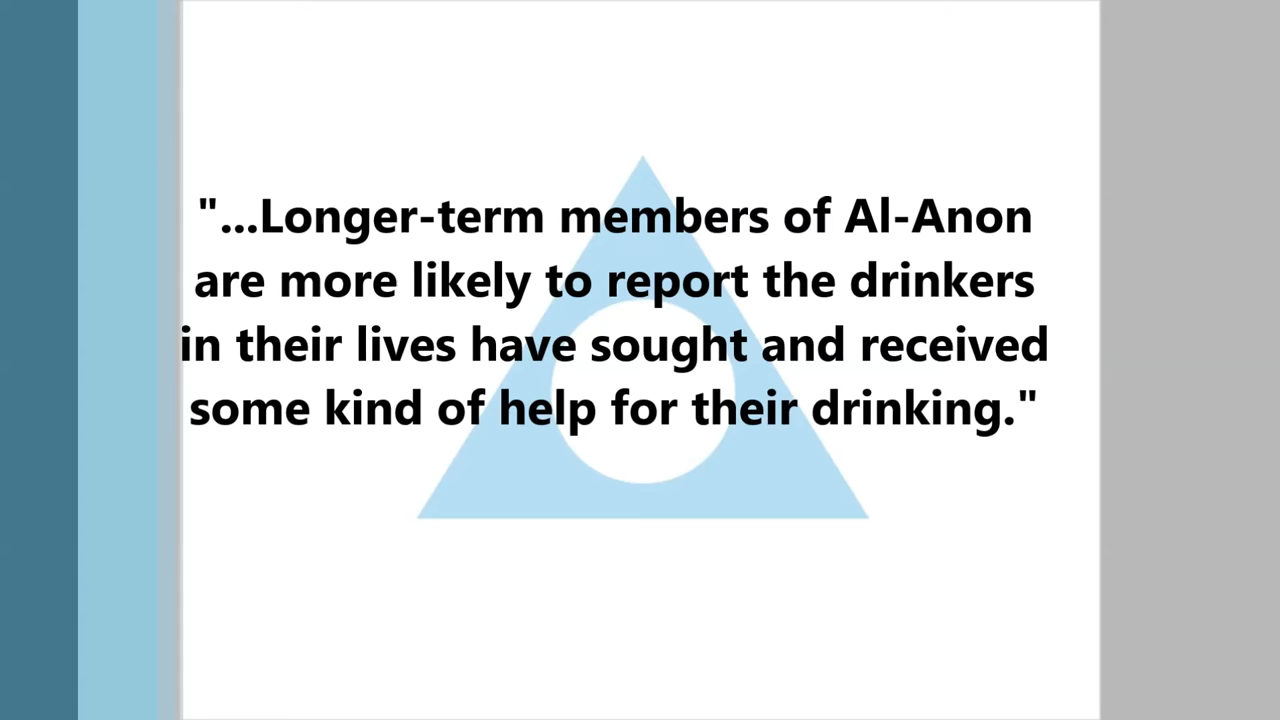 "...Longer-term members of Al-Anon
are more likely to report the drinkers
in their lives have sought and received
some kind of help for their drinking."